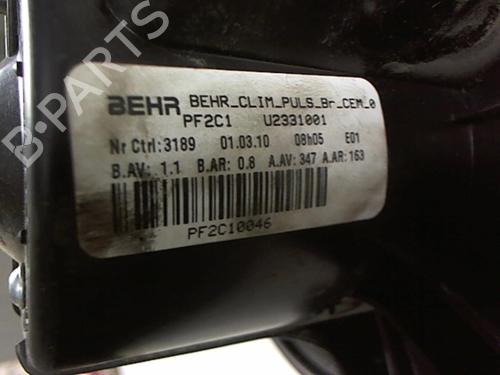 BEHR BEHR_CLIM_PULS_Br_CEM_0
PF2C1 U2331001
Nr Ctrl:3189 01.03.10 08h05 E01
B.AV: 1.1 B.AR: 0.8 A.AV: 347 A.AR: 163
PF2C10046
B-PARTS